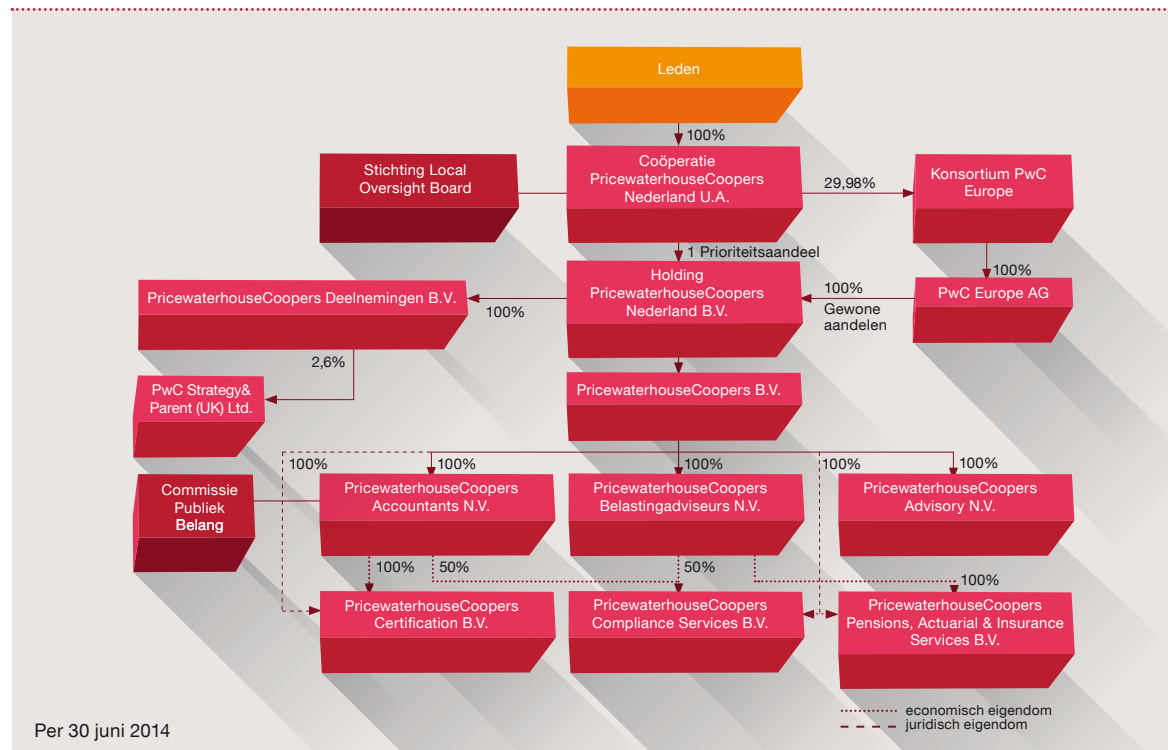 Leden
100%
Stichting Local
Oversight Board
Coöperatie
PricewaterhouseCoopers
Nederland U.A.
29,98%
Konsortium PwC
Europe
1 Prioriteitsaandeel
100%
PricewaterhouseCoopers Deelnemingen B.V.
100%
Holding
PricewaterhouseCoopers
Nederland B.V.
100%
Gewone
aandelen
PwC Europe AG
2,6%
PwC Strategy&
Parent (UK) Ltd.
PricewaterhouseCoopers B.V.
100%
100%
100%
100%
100%
Commissie
Publiek
Belang
PricewaterhouseCoopers
Accountants N.V.
PricewaterhouseCoopers
Belastingadviseurs N.V.
PricewaterhouseCoopers
Advisory N.V.
100%
50%
50%
100%
PricewaterhouseCoopers
Certification B.V.
PricewaterhouseCoopers
Compliance Services B.V.
PricewaterhouseCoopers
Pensions, Actuarial & Insurance
Services B.V.
economisch eigendom
juridisch eigendom
Per 30 juni 2014